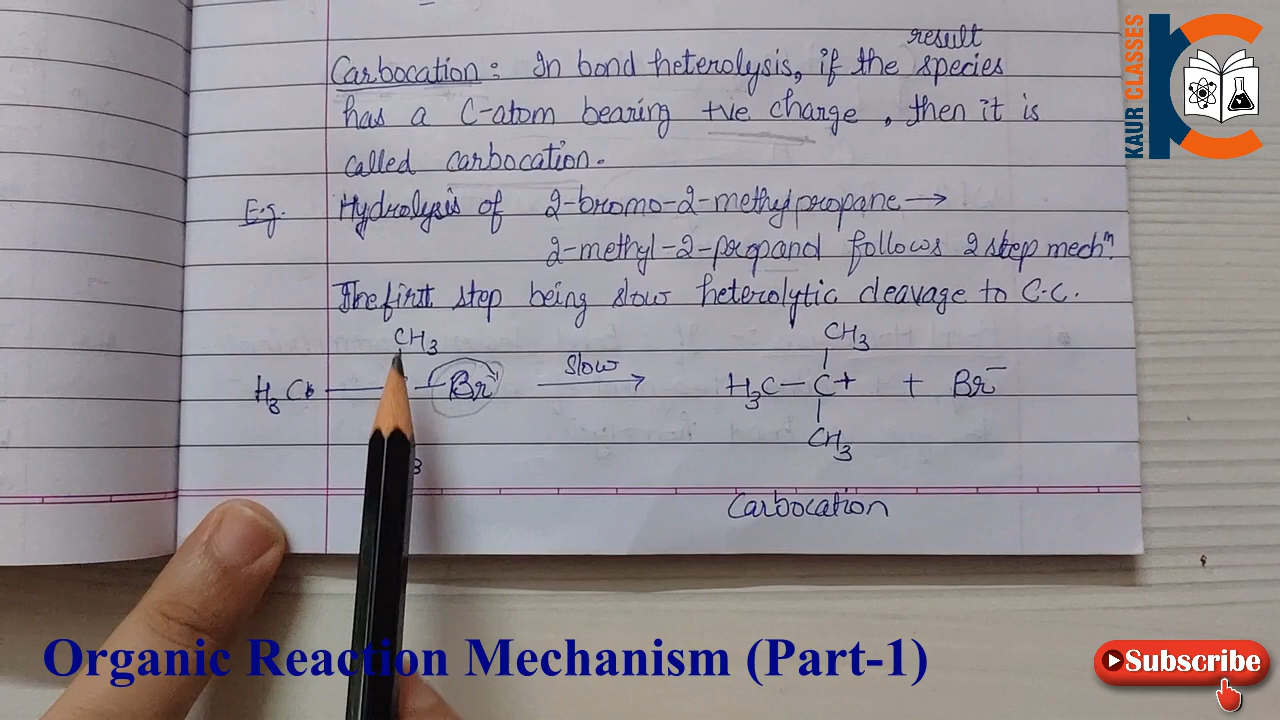 result
Carbocation: In bond heterolysis, if the species
has a C-atom bearing +ve charge, then it is
called carbocation.
E.g. Hydrolysis of 2-bromo-2-methylpropane →
2-methyl-2-propanol follows 2 step mechⁿ.
The first step being slow heterolytic cleavage to C.C.
CH₃ CH₃
H₃C — Br slow → H₃C – C+ + Br⁻
3 CH₃
Carbocation
KAUR CLASSES
Organic Reaction Mechanism (Part-1)
Subscribe